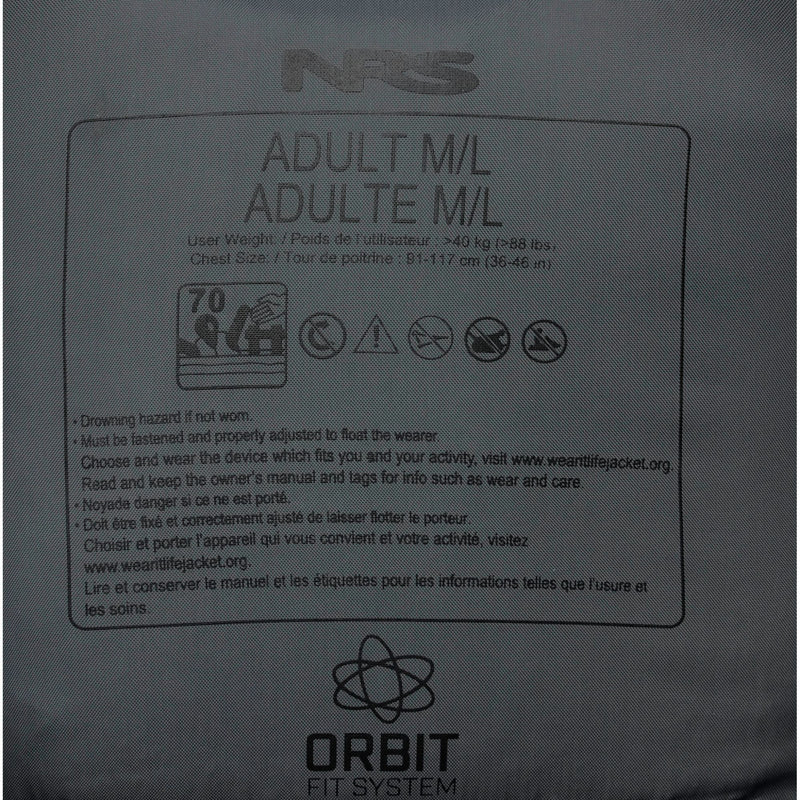 NRS
ADULT M/L
ADULTE M/L
User Weight: / Poids de l'utilisateur : >40 kg (>88 lbs)
Chest Size: / Tour de poitrine : 91-117 cm (36-46 in)
70
• Drowning hazard if not worn.
• Must be fastened and properly adjusted to float the wearer.
Choose and wear the device which fits you and your activity, visit www.wearitlifejacket.org.
Read and keep the owner's manual and tags for info such as wear and care.
• Noyade danger si ce ne est porté.
• Doit être fixé et correctement ajusté de laisser flotter le porteur.
Choisir et porter l'appareil qui vous convient et votre activité, visitez
www.wearitlifejacket.org.
Lire et conserver le manuel et les étiquettes pour les informations telles que l'usure et
les soins.
ORBIT
FIT SYSTEM